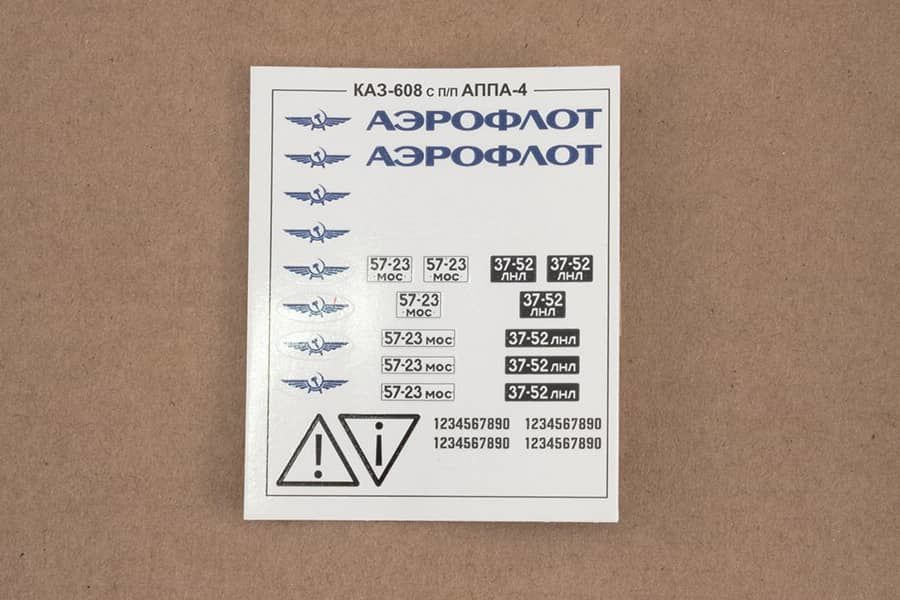 КАЗ-608 с п/п АППА-4
АЭРОФЛОТ
АЭРОФЛОТ
57-23 57-23 37-52 37-52
МОС МОС ЛНЛ ЛНЛ
57-23 37-52
МОС ЛНЛ
57-23 МОС 37-52 ЛНЛ
57-23 МОС 37-52 ЛНЛ
57-23 МОС 37-52 ЛНЛ
! i
1234567890 1234567890
1234567890 1234567890